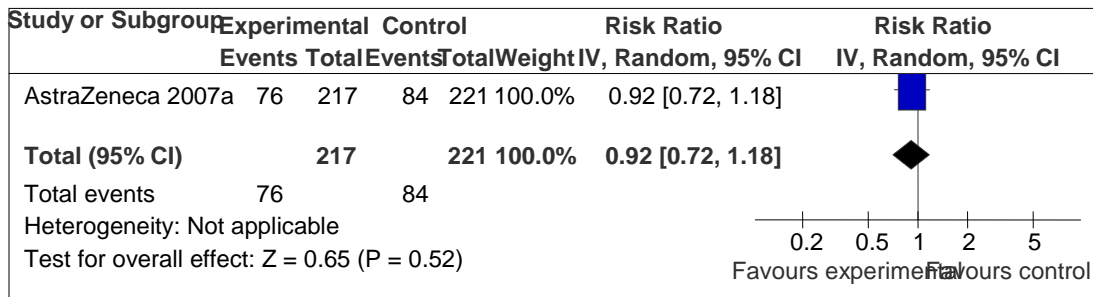 Study or Subgroup Experimental Control Risk Ratio Risk Ratio
Events Total Events Total Weight IV, Random, 95% CI IV, Random, 95% CI
AstraZeneca 2007a 76 217 84 221 100.0% 0.92 [0.72, 1.18]
Total (95% CI) 217 221 100.0% 0.92 [0.72, 1.18]
Total events 76 84
Heterogeneity: Not applicable
Test for overall effect: Z = 0.65 (P = 0.52)
0.2 0.5 1 2 5
Favours experimental Favours control